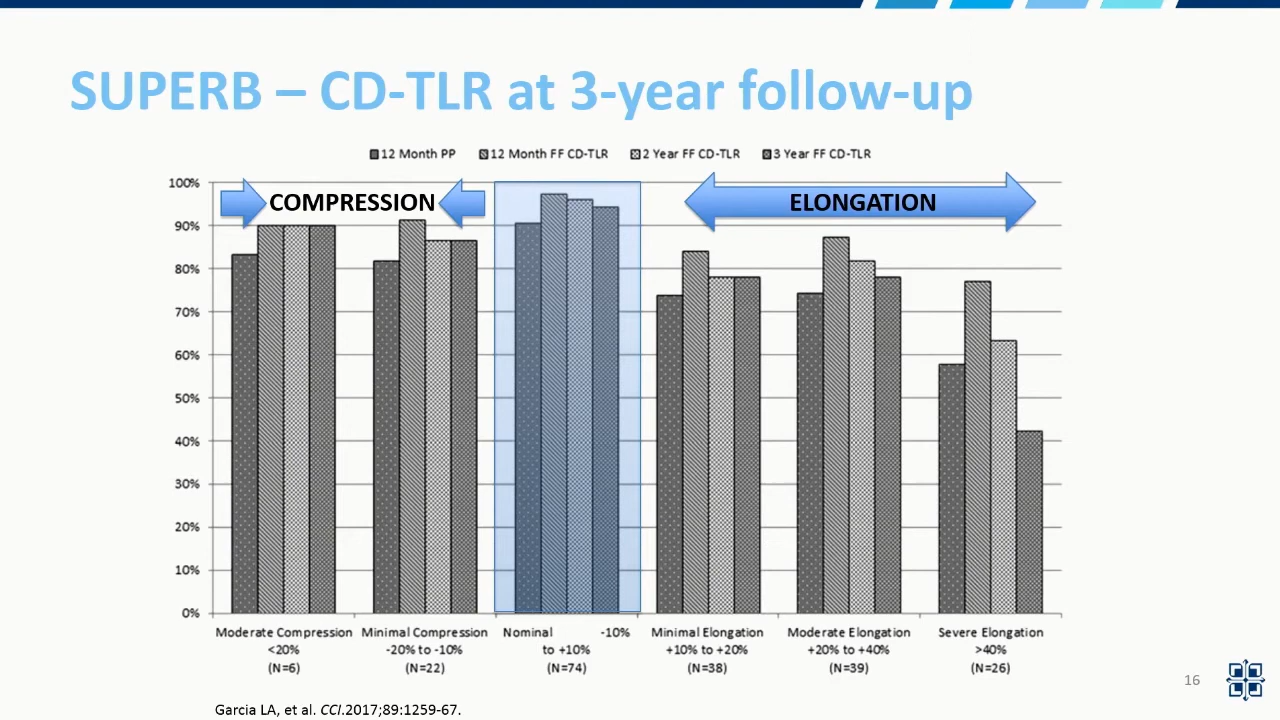 SUPERB – CD-TLR at 3-year follow-up
12 Month PP 12 Month FF CD-TLR 2 Year FF CD-TLR 3 Year FF CD-TLR
COMPRESSION ELONGATION
100%
90%
80%
70%
60%
50%
40%
30%
20%
10%
0%
Moderate Compression
<20%
(N=6)
Minimal Compression
-20% to -10%
(N=22)
Nominal -10%
to +10%
(N=74)
Minimal Elongation
+10% to +20%
(N=38)
Moderate Elongation
+20% to +40%
(N=39)
Severe Elongation
>40%
(N=26)
16
Garcia LA, et al. CCI.2017;89:1259-67.